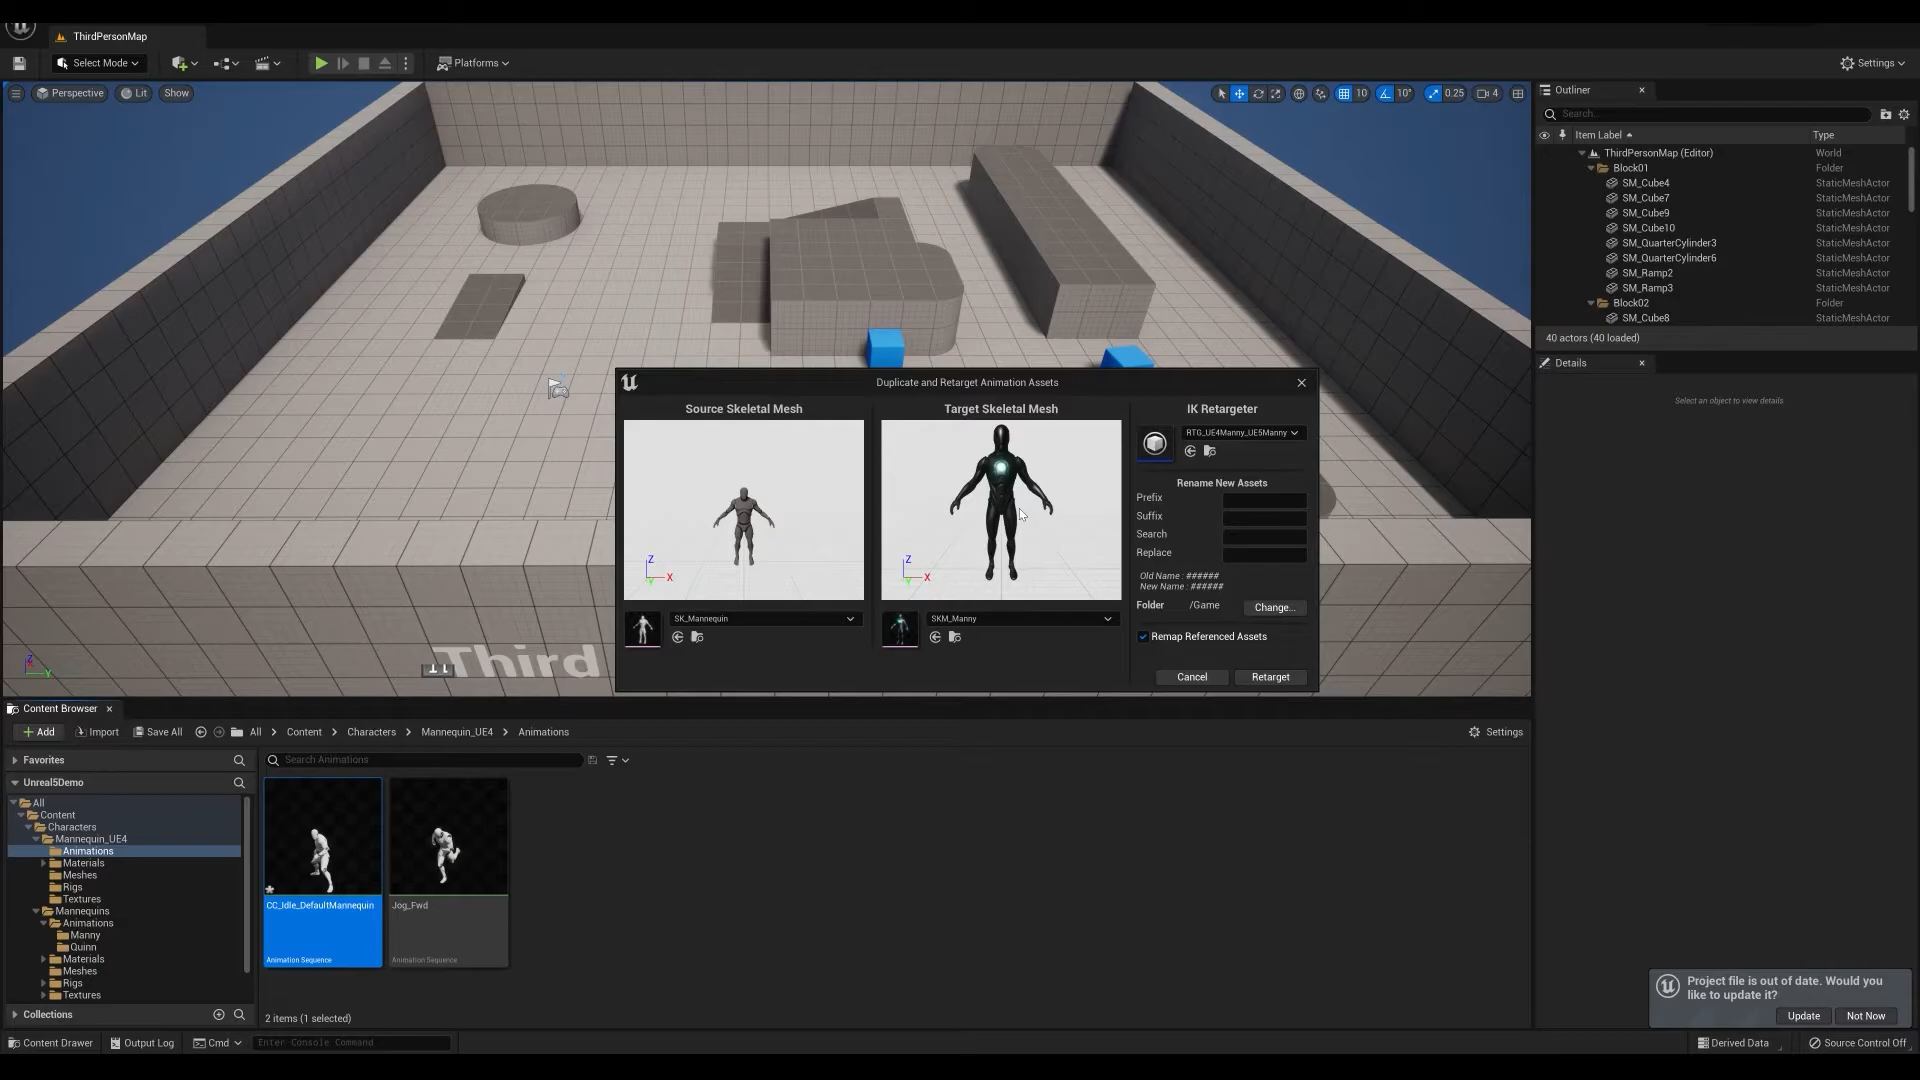 ThirdPersonMap
Select Mode
Platforms
Settings
Perspective
Lit
Show
10
10°
0.25
4
Outliner
Search...
Item Label
Type
ThirdPersonMap (Editor)
World
Block01
Folder
SM_Cube4
StaticMeshActor
SM_Cube7
StaticMeshActor
SM_Cube9
StaticMeshActor
SM_Cube10
StaticMeshActor
SM_QuarterCylinder3
StaticMeshActor
SM_QuarterCylinder6
StaticMeshActor
SM_Ramp2
StaticMeshActor
SM_Ramp3
StaticMeshActor
Block02
Folder
SM_Cube8
StaticMeshActor
40 actors (40 loaded)
Details
Select an object to view details
Third
Z
Y
Duplicate and Retarget Animation Assets
Source Skeletal Mesh
Target Skeletal Mesh
IK Retargeter
Z
X
Y
Z
X
Y
SK_Mannequin
SKM_Manny
RTG_UE4Manny_UE5Manny
Rename New Assets
Prefix
Suffix
Search
Replace
Old Name : ######
New Name : ######
Folder
/Game
Change...
Remap Referenced Assets
Cancel
Retarget
Content Browser
Add
Import
Save All
All
Content
Characters
Mannequin_UE4
Animations
Settings
Favorites
Search Animations
Unreal5Demo
All
Content
Characters
Mannequin_UE4
Animations
Materials
Meshes
Rigs
Textures
Mannequins
Animations
Manny
Quinn
Materials
Meshes
Rigs
Textures
Collections
CC_Idle_DefaultMannequin
Animation Sequence
Jog_Fwd
Animation Sequence
2 items (1 selected)
Project file is out of date. Would you
like to update it?
Update
Not Now
Content Drawer
Output Log
Cmd
Enter Console Command
Derived Data
Source Control Off